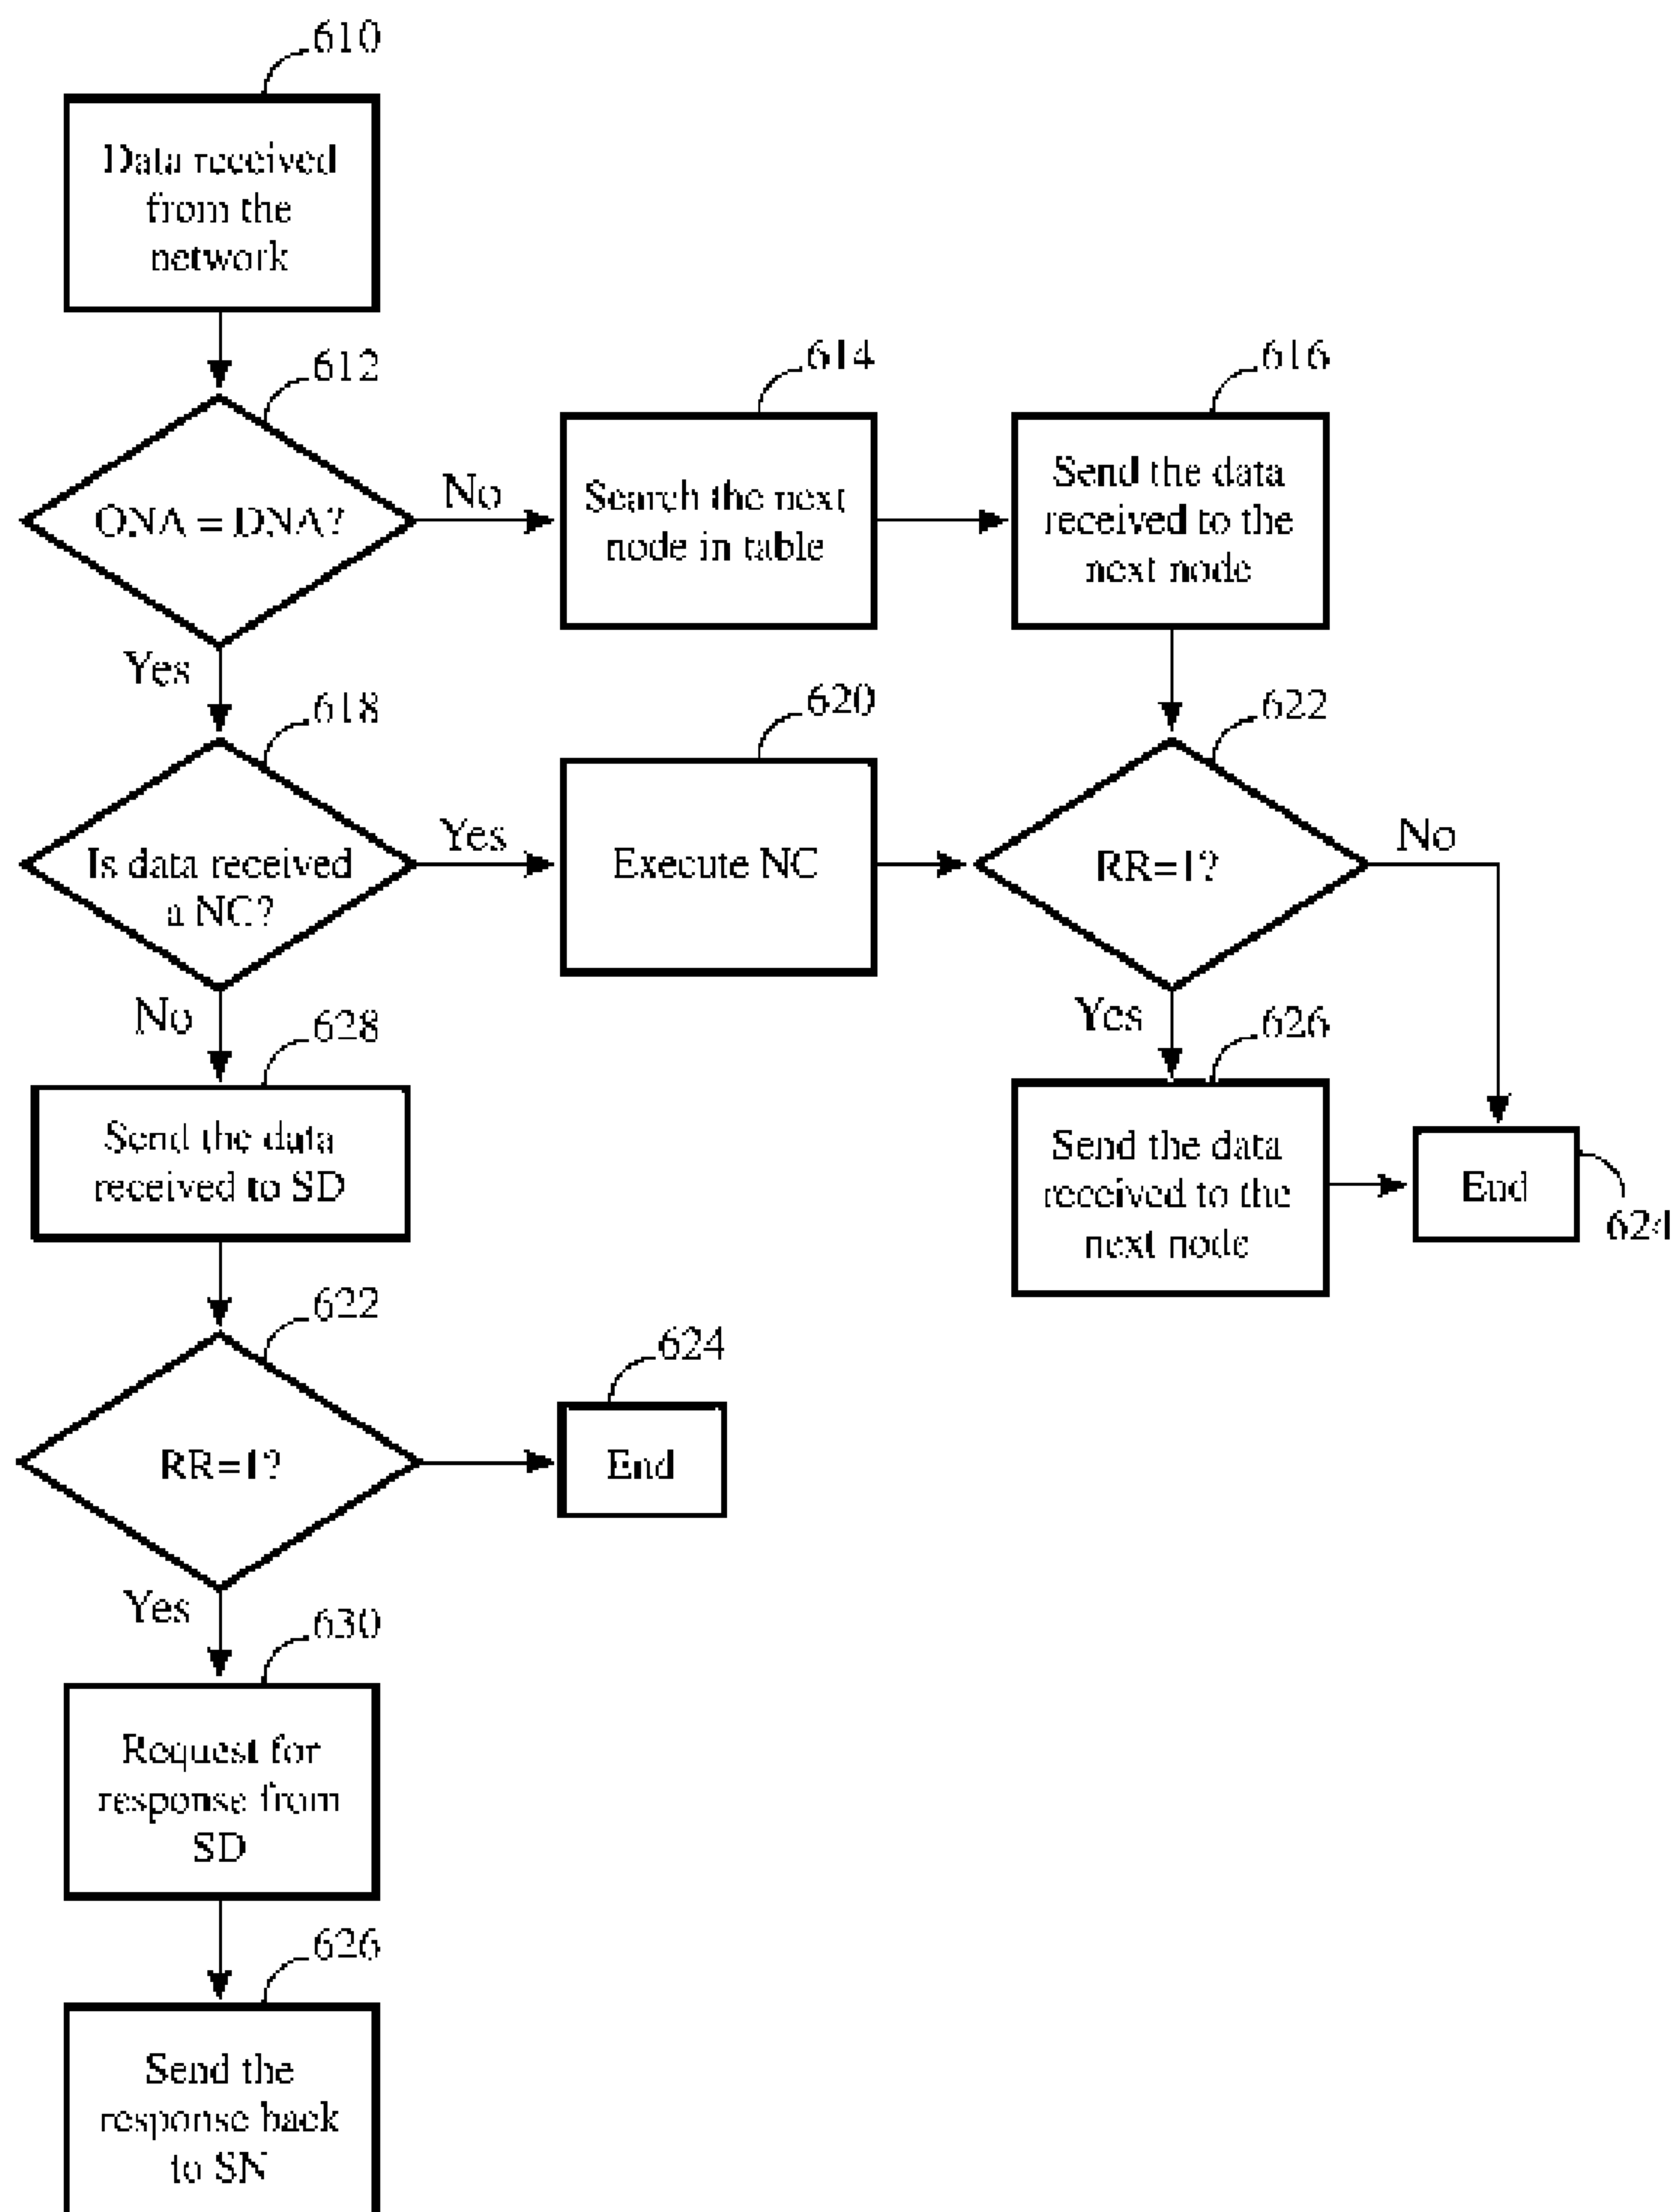 610
Data received
from the
network
612
ONA = DNA?
No
614
Search the next
node in table
616
Send the data
received to the
next node
Yes
618
Is data received
a NC?
Yes
620
Execute NC
622
RR=1?
No
No
628
Send the data
received to SD
Yes
626
Send the data
received to the
next node
End
624
622
RR=1?
624
End
Yes
630
Request for
response from
SD
626
Send the
response back
to SN